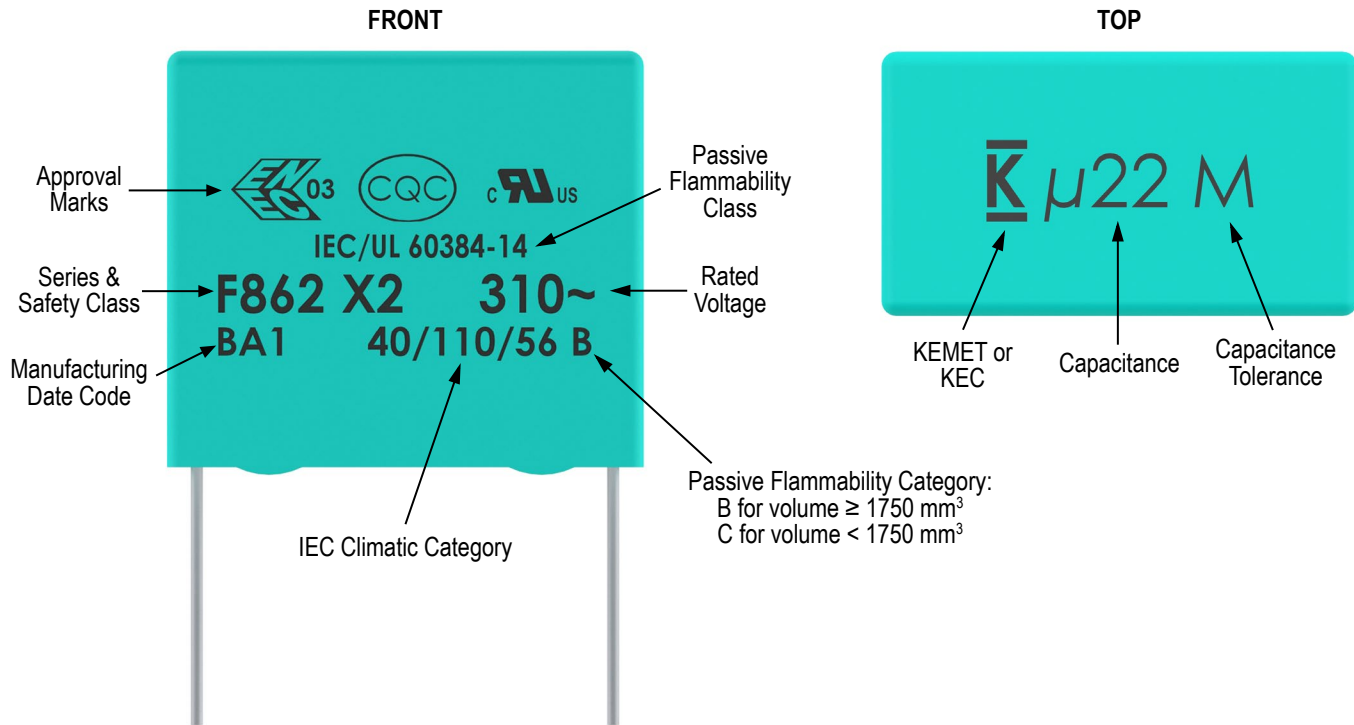 FRONT
Approval
Marks
EN
EC
03
CQC
C
US
Passive
Flammability
Class
IEC/UL 60384-14
Series &
Safety Class
F862 X2 310~
Rated
Voltage
Manufacturing
Date Code
BA1 40/110/56 B
IEC Climatic Category
Passive Flammability Category:
B for volume ≥ 1750 mm³
C for volume < 1750 mm³
TOP
K µ22 M
KEMET or
KEC
Capacitance
Capacitance
Tolerance